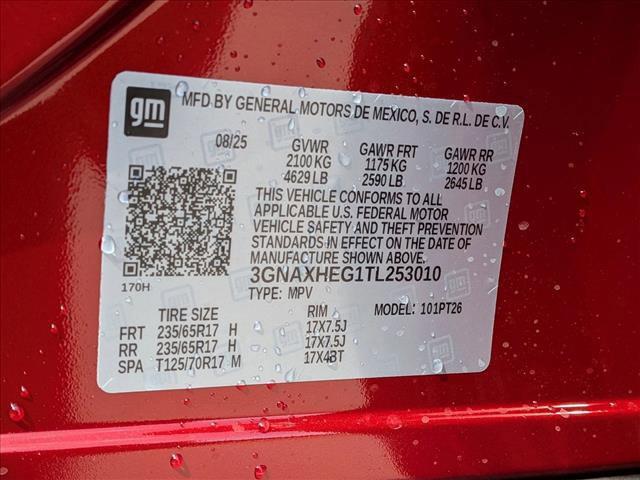 gm
MFD BY GENERAL MOTORS DE MEXICO, S. DE R.L. DE C.V.
08/25 GVWR GAWR FRT GAWR RR
2100 KG 1175 KG 1200 KG
4629 LB 2590 LB 2645 LB
THIS VEHICLE CONFORMS TO ALL
APPLICABLE U.S. FEDERAL MOTOR
VEHICLE SAFETY AND THEFT PREVENTION
STANDARDS IN EFFECT ON THE DATE OF
MANUFACTURE SHOWN ABOVE.
170H
3GNAXHEG1TL253010
TYPE: MPV MODEL: 101PT26
TIRE SIZE RIM
FRT 235/65R17 H 17X7.5J
RR 235/65R17 H 17X7.5J
SPA T125/70R17 M 17X4BT